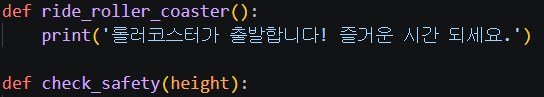 def ride_roller_coaster():
    print('롤러코스터가 출발합니다! 즐거운 시간 되세요.')

def check_safety(height):